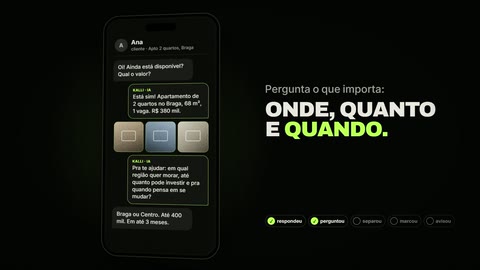 A
Ana
cliente · Apto 2 quartos, Braga
Oi! Ainda está disponível?
Qual o valor?
KALLI · IA
Está sim! Apartamento de
2 quartos no Braga, 68 m²,
1 vaga. R$ 380 mil.
KALLI · IA
Pra te ajudar: em qual
região quer morar, até
quanto pode investir e pra
quando pensa em se
mudar?
Braga ou Centro. Até 400
mil. Em até 3 meses.
Pergunta o que importa:
ONDE, QUANTO
E QUANDO.
respondeu
perguntou
separou
marcou
avisou